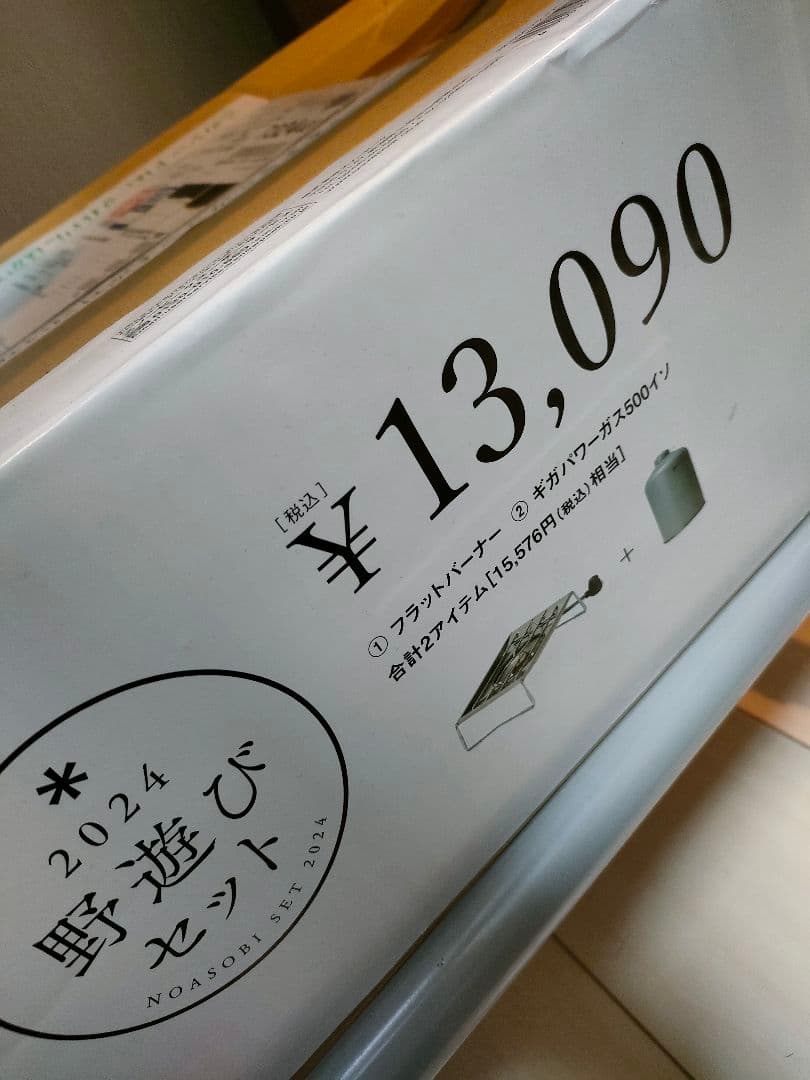 [税込]
¥13,090
① フラットバーナー ② ギガパワーガス500イソ
合計2アイテム[15,576円(税込)相当]
+
*
2024
野遊び
セット
NOASOBI SET 2024